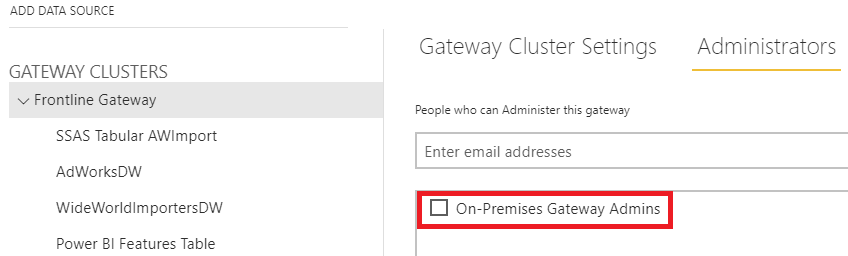 ADD DATA SOURCE
GATEWAY CLUSTERS
Frontline Gateway
SSAS Tabular AWImport
AdWorksDW
WideWorldImportersDW
Power BI Features Table
Gateway Cluster Settings
Administrators
People who can Administer this gateway
Enter email addresses
On-Premises Gateway Admins